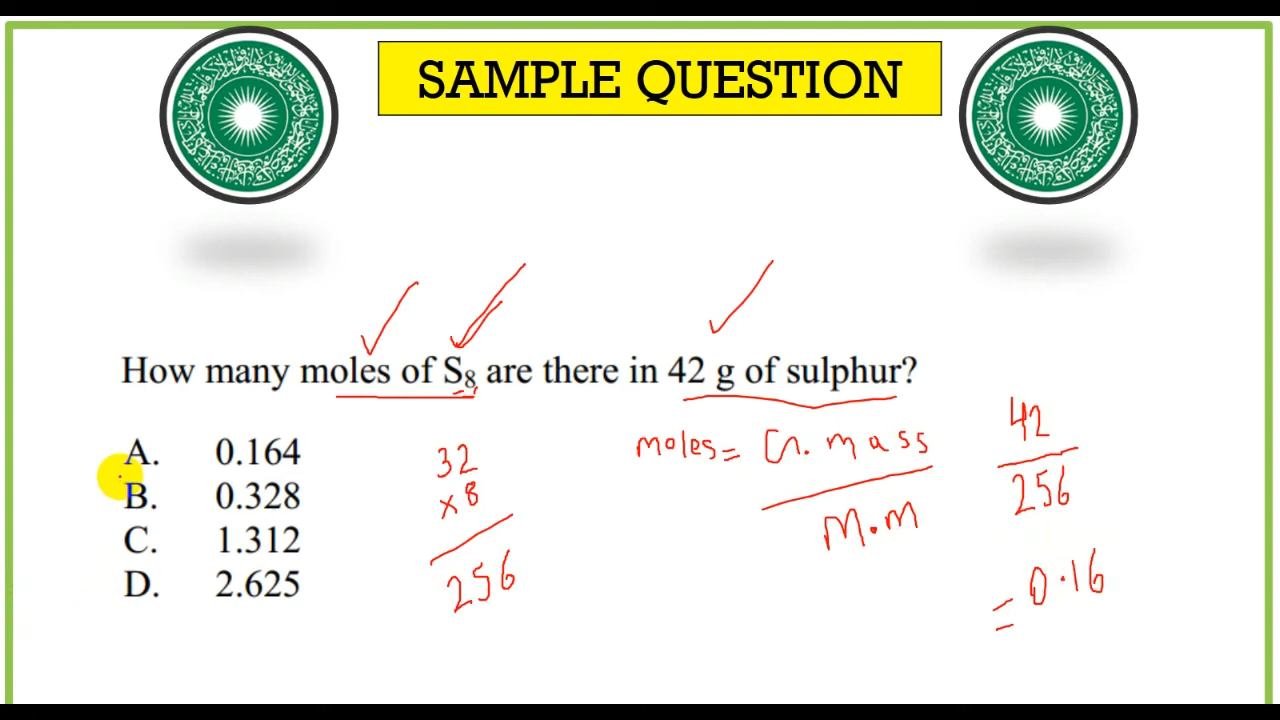 SAMPLE QUESTION
How many moles of S₈ are there in 42 g of sulphur?
A. 0.164
B. 0.328
C. 1.312
D. 2.625
32
×8
256
moles = G. mass
M.M
42
256
= 0.16